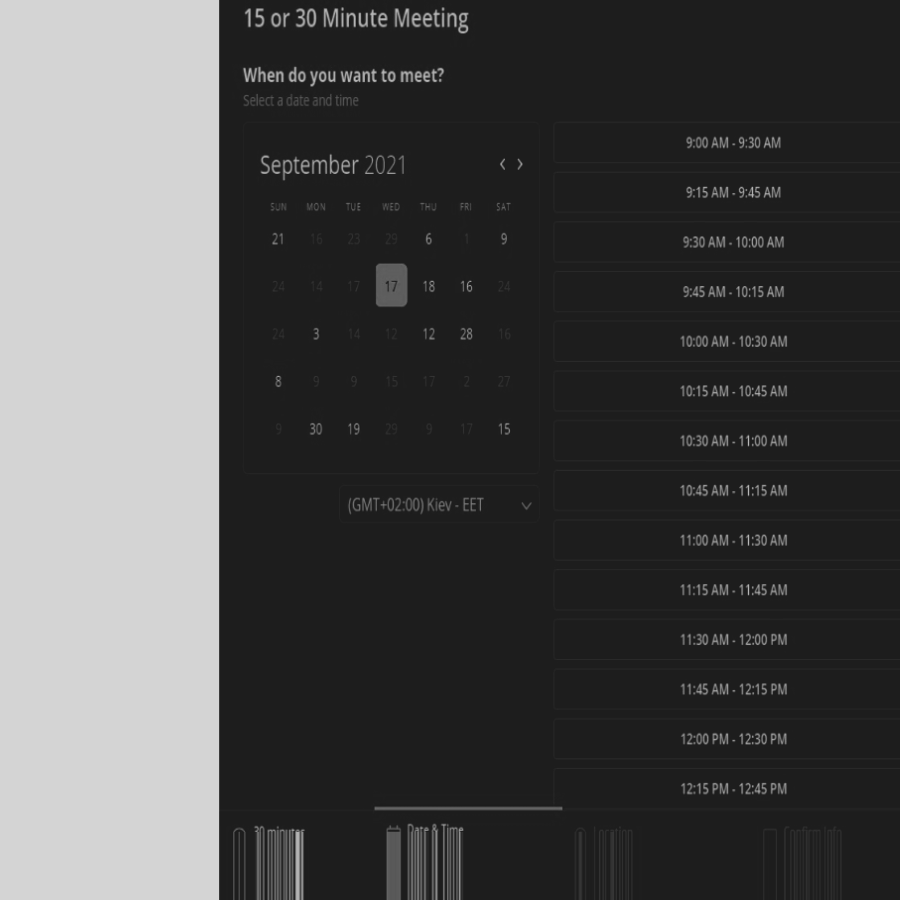 15 or 30 Minute Meeting
When do you want to meet?
Select a date and time
September 2021
SUN MON TUE WED THU FRI SAT
21 16 23 29 6 1 9
24 14 17 17 18 16 24
24 3 14 12 12 28 16
8 9 9 15 17 2 27
9 30 19 29 9 17 15
(GMT+02:00) Kiev - EET
9:00 AM - 9:30 AM
9:15 AM - 9:45 AM
9:30 AM - 10:00 AM
9:45 AM - 10:15 AM
10:00 AM - 10:30 AM
10:15 AM - 10:45 AM
10:30 AM - 11:00 AM
10:45 AM - 11:15 AM
11:00 AM - 11:30 AM
11:15 AM - 11:45 AM
11:30 AM - 12:00 PM
11:45 AM - 12:15 PM
12:00 PM - 12:30 PM
12:15 PM - 12:45 PM
30 minutes Date & Time